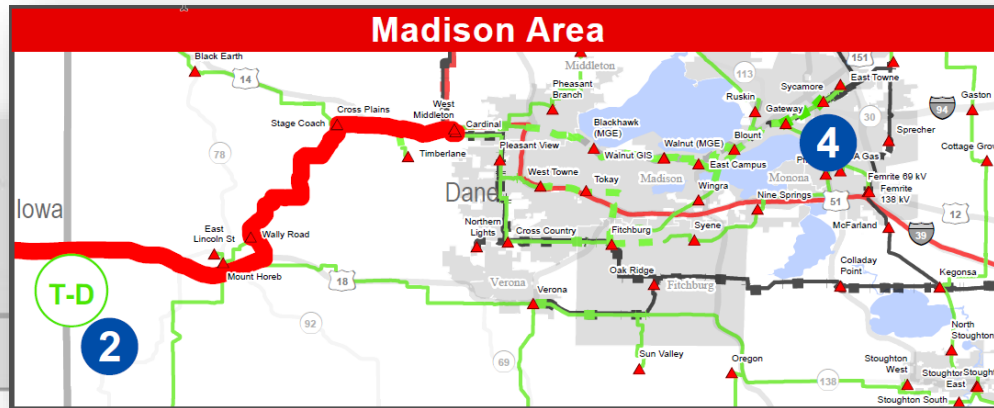 Madison Area
Black Earth
14
Cross Plains
Stage Coach
West
Middleton
Cardinal
Timberlane
Pheasant
Branch
Middleton
Pleasant View
Blackhawk
(MGE)
Walnut GIS
Walnut (MGE)
Madison
East Campus
Blount
Ruskin
Gateway
Sycamore
East Towne
113
151
30
94
Gaston
Sprecher
Cottage Grov
4
Monona
A Gas
Femrite 69 kV
Femrite
138 kV
51
12
39
McFarland
Dane
West Towne
Tokay
Wingra
Nine Springs
Syene
Fitchburg
Northern
Lights
Cross Country
78
Iowa
East
Lincoln St
Wally Road
Mount Horeb
18
T-D
2
92
Verona
Verona
69
Oak Ridge
Fitchburg
Colladay
Point
Kegonsa
Sun Valley
Oregon
138
North
Stoughton
Stoughton
West
Stoughton
East
Stought
Stoughton South